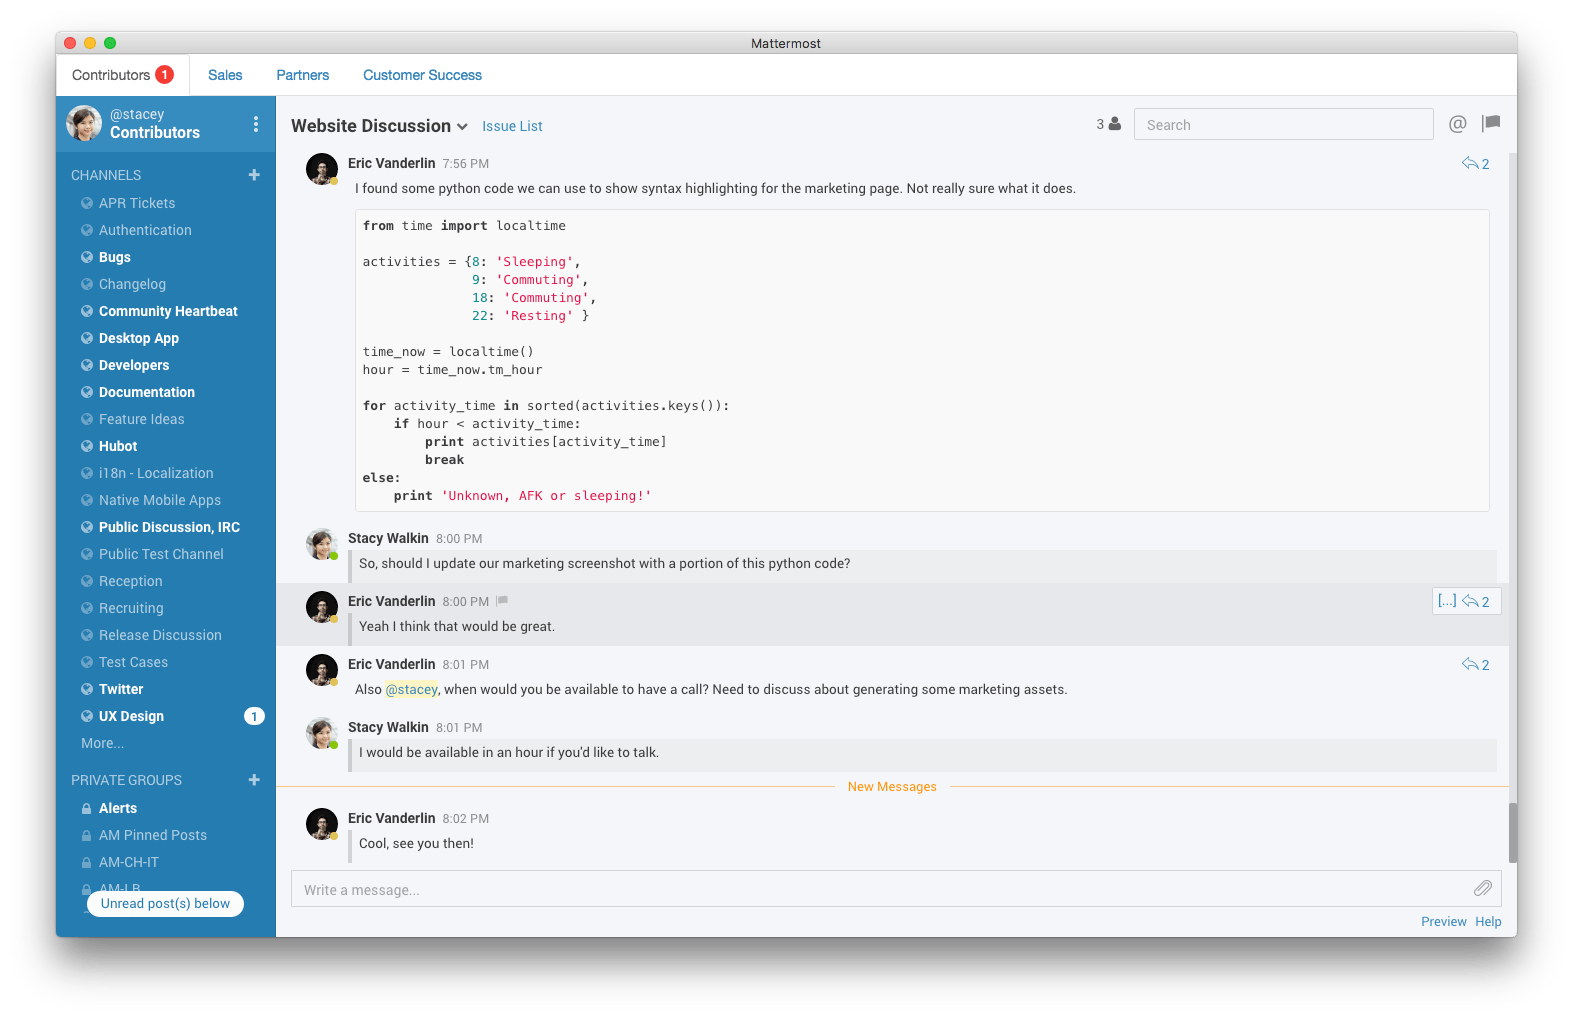 Mattermost
Contributors 1 Sales Partners Customer Success
@stacey
Contributors
CHANNELS +
APR Tickets
Authentication
Bugs
Changelog
Community Heartbeat
Desktop App
Developers
Documentation
Feature Ideas
Hubot
i18n - Localization
Native Mobile Apps
Public Discussion, IRC
Public Test Channel
Reception
Recruiting
Release Discussion
Test Cases
Twitter
UX Design 1
More...
PRIVATE GROUPS +
Alerts
AM Pinned Posts
AM-CH-IT
AM-LB
Unread post(s) below
Website Discussion Issue List 3 Search @
Eric Vanderlin 7:56 PM 2
I found some python code we can use to show syntax highlighting for the marketing page. Not really sure what it does.
from time import localtime
activities = {8: 'Sleeping',
9: 'Commuting',
18: 'Commuting',
22: 'Resting' }
time_now = localtime()
hour = time_now.tm_hour
for activity_time in sorted(activities.keys()):
if hour < activity_time:
print activities[activity_time]
break
else:
print 'Unknown, AFK or sleeping!'
Stacy Walkin 8:00 PM
So, should I update our marketing screenshot with a portion of this python code?
Eric Vanderlin 8:00 PM [...] 2
Yeah I think that would be great.
Eric Vanderlin 8:01 PM 2
Also @stacey, when would you be available to have a call? Need to discuss about generating some marketing assets.
Stacy Walkin 8:01 PM
I would be available in an hour if you'd like to talk.
New Messages
Eric Vanderlin 8:02 PM
Cool, see you then!
Write a message...
Preview Help